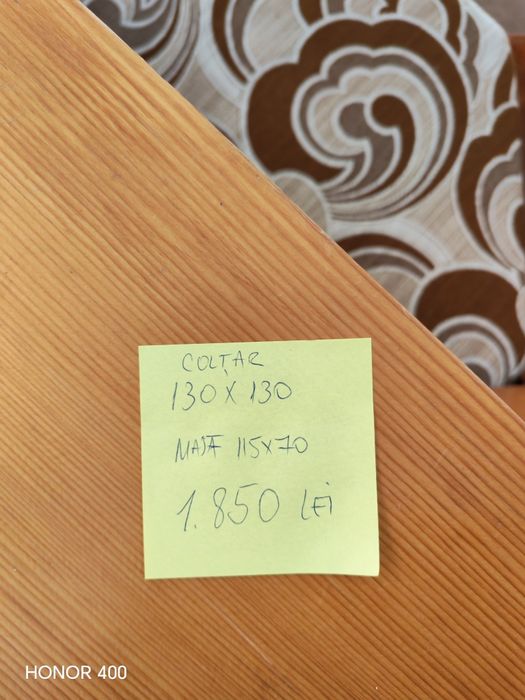 COLȚAR
130 X 130
MASĂ 115x70
1.850 LEI
HONOR 400